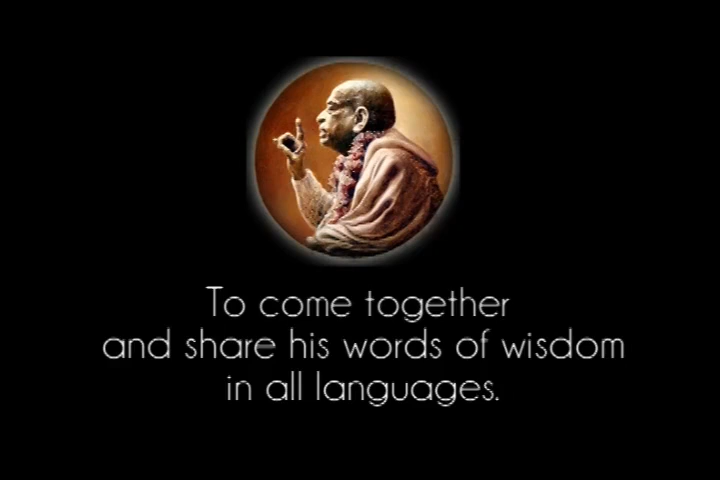 To come together
and share his words of wisdom
in all languages.